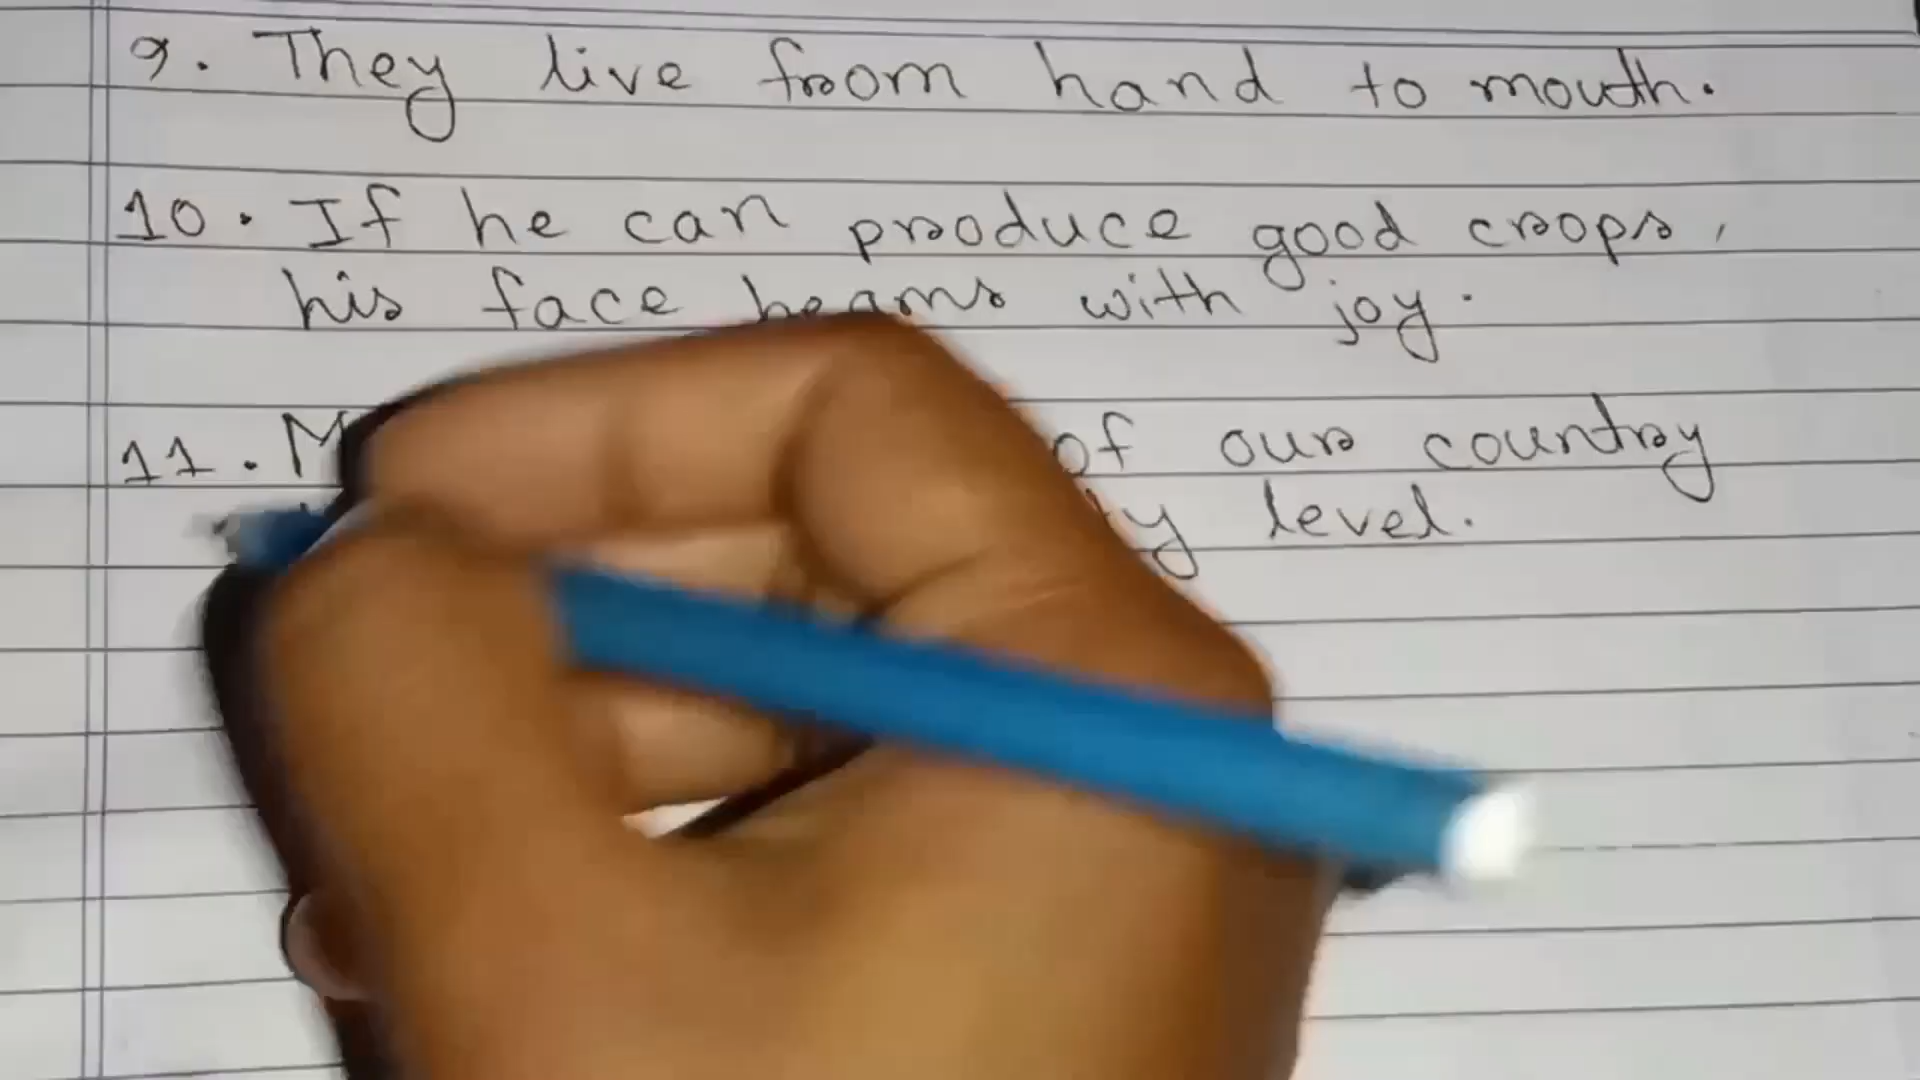 9. They live from hand to mouth.
10. If he can produce good crops,
his face beams with joy.
11. of our country
level.